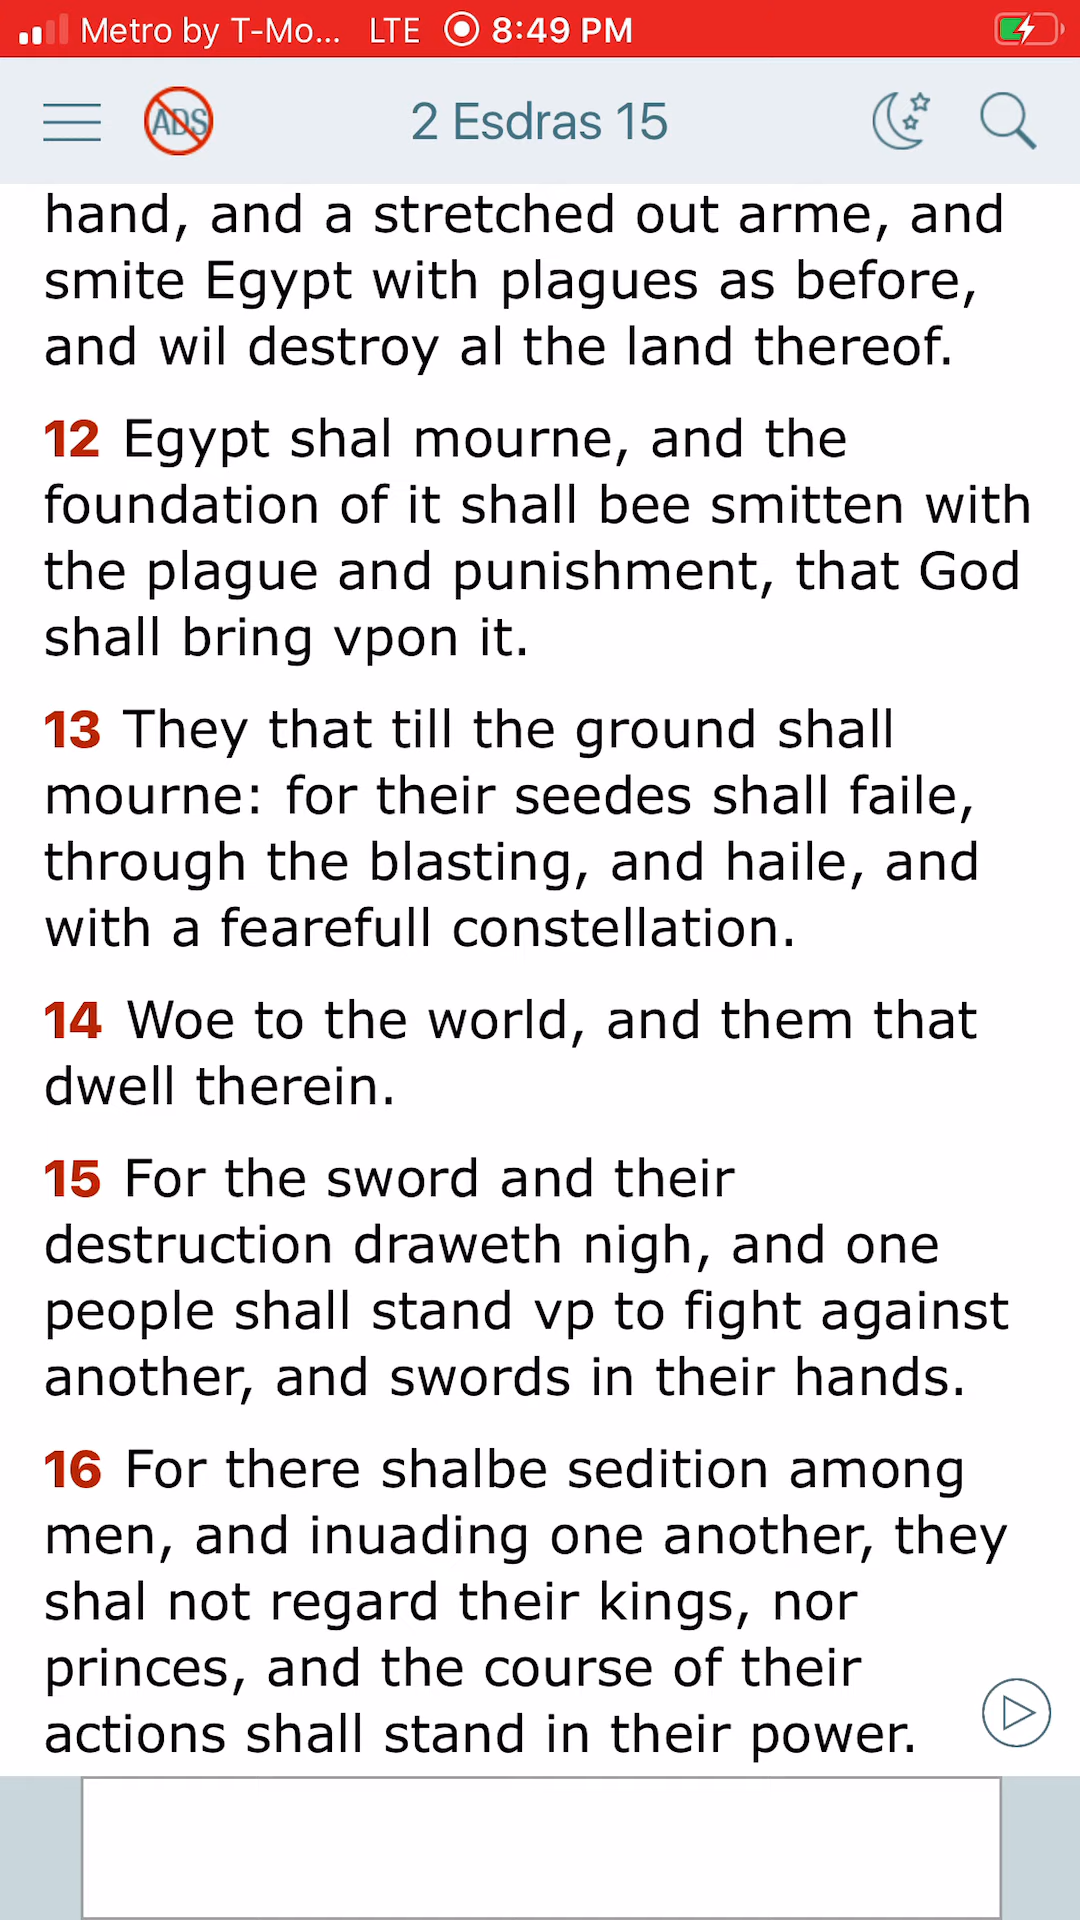 Metro by T-Mo... LTE 8:49 PM
ADS 2 Esdras 15
hand, and a stretched out arme, and
smite Egypt with plagues as before,
and wil destroy al the land thereof.
12 Egypt shal mourne, and the
foundation of it shall bee smitten with
the plague and punishment, that God
shall bring vpon it.
13 They that till the ground shall
mourne: for their seedes shall faile,
through the blasting, and haile, and
with a fearefull constellation.
14 Woe to the world, and them that
dwell therein.
15 For the sword and their
destruction draweth nigh, and one
people shall stand vp to fight against
another, and swords in their hands.
16 For there shalbe sedition among
men, and inuading one another, they
shal not regard their kings, nor
princes, and the course of their
actions shall stand in their power.